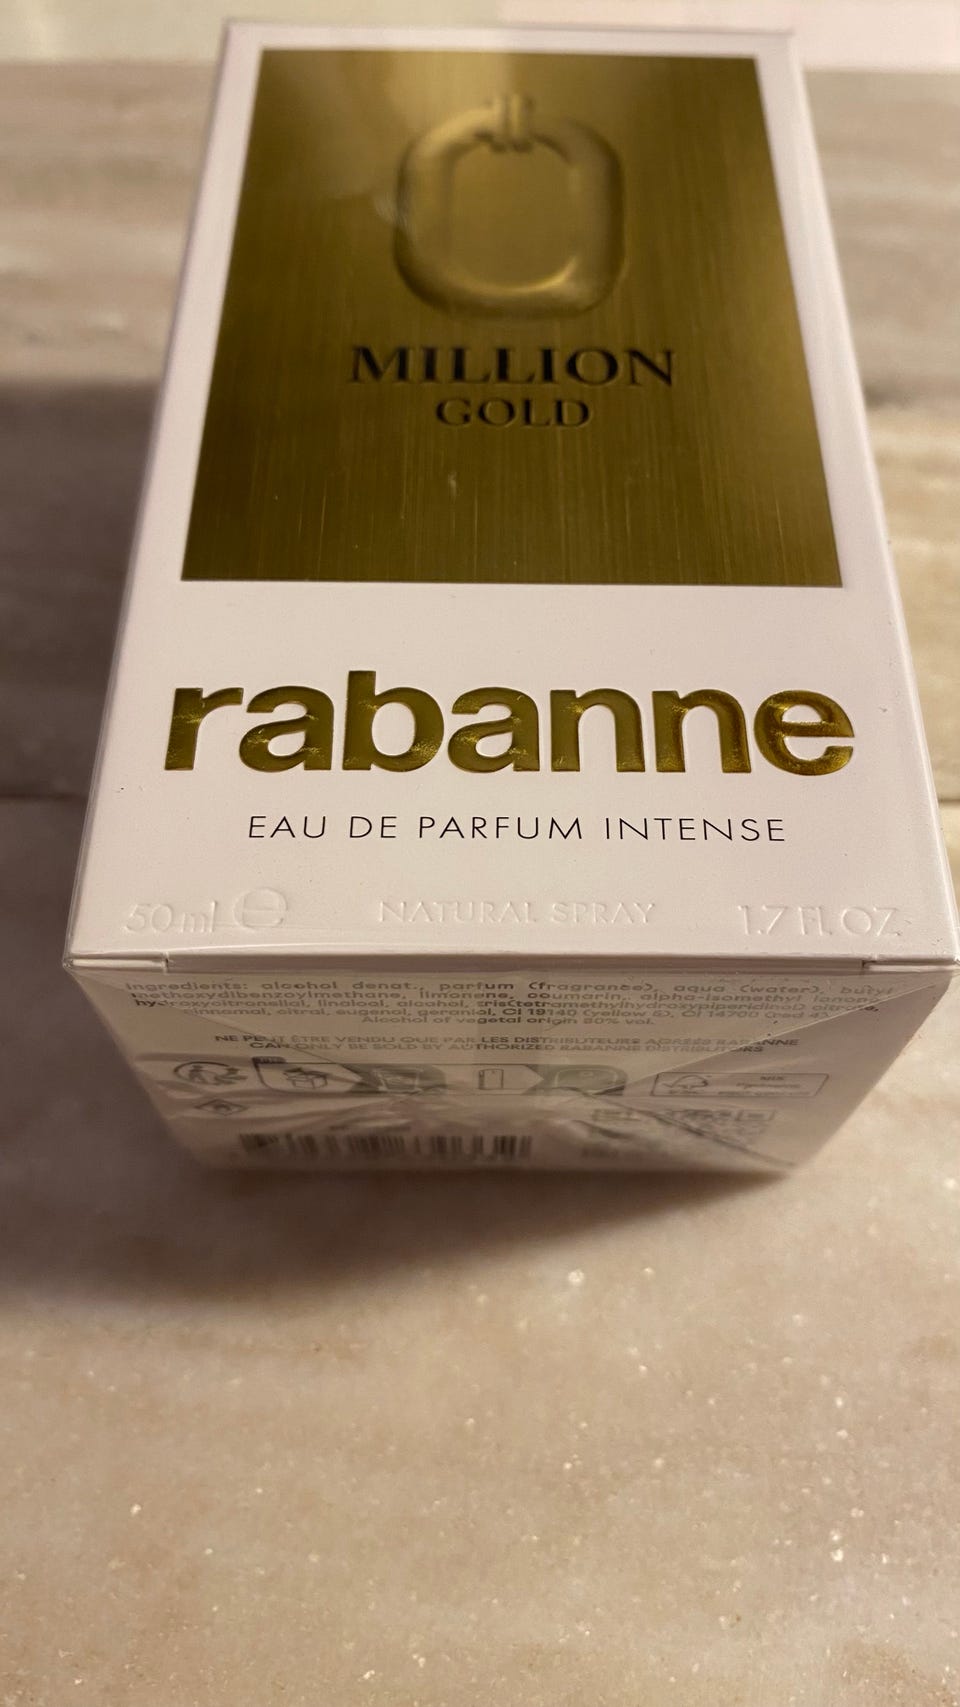 MILLION
GOLD
rabanne
EAU DE PARFUM INTENSE
50 ml e NATURAL SPRAY 1.7 FL. OZ.
Ingredients: alcohol denat., parfum (fragrance), aqua (water), butyl
methoxydibenzoylmethane, limonene, coumarin, alpha-isomethyl ionone,
hydroxycitronellal, linalool, alcohol, tris(tetramethylhydroxypiperidinol) citrate,
cinnamal, citral, eugenol, geraniol, CI 19140 (yellow 5), CI 14700 (red 4).
Alcohol of vegetal origin 80% vol.
NE PEUT ÊTRE VENDU QUE PAR LES DISTRIBUTEURS AGRÉÉS RABANNE
CAN ONLY BE SOLD BY AUTHORIZED RABANNE DISTRIBUTORS